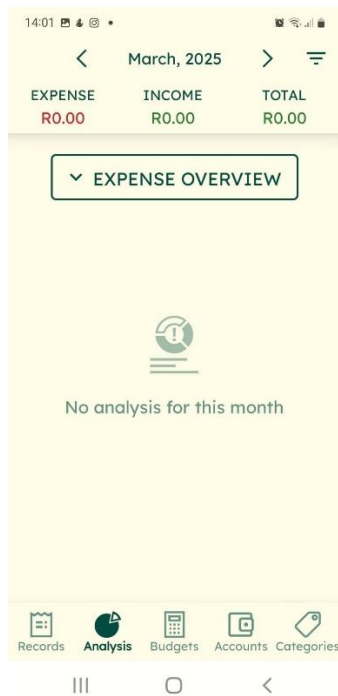 14:01
March, 2025
EXPENSE INCOME TOTAL
R0.00 R0.00 R0.00
EXPENSE OVERVIEW
No analysis for this month
Records Analysis Budgets Accounts Categories